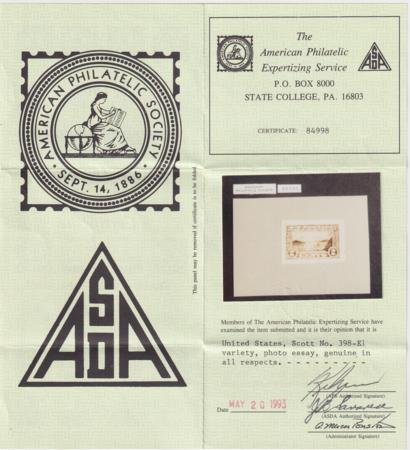 AMERICAN PHILATELIC SOCIETY
SEPT. 14, 1886
ASDA
This panel may be removed if certificate is to be folded
The
American Philatelic
Expertizing Service
ASDA
P.O. BOX 8000
STATE COLLEGE, PA. 16803
CERTIFICATE: 84998
Members of The American Philatelic Expertizing Service have
examined the item submitted and it is their opinion that it is
United States, Scott No. 398-E1
variety, photo essay, genuine in
all respects. - - - - - - - - -
(APS Authorized Signature)
Date MAY 20 1993
(ASDA Authorized Signature)
(Administrator Signature)